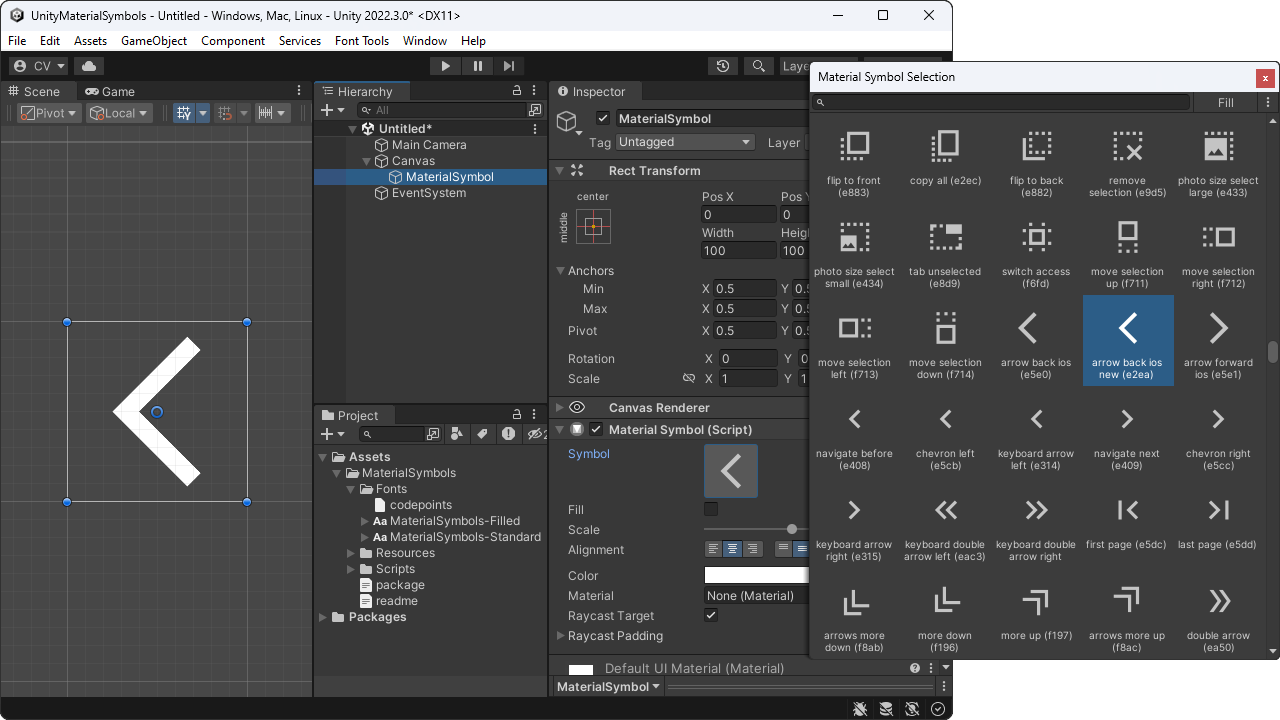 UnityMaterialSymbols - Untitled - Windows, Mac, Linux - Unity 2022.3.0* <DX11>
File Edit Assets GameObject Component Services Font Tools Window Help
CV
Scene
Game
Pivot
Local
Hierarchy
All
Untitled*
Main Camera
Canvas
MaterialSymbol
EventSystem
Project
2
Assets
MaterialSymbols
Fonts
codepoints
Aa MaterialSymbols-Filled
Aa MaterialSymbols-Standard
Resources
Scripts
package
readme
Packages
Inspector
MaterialSymbol
Tag Untagged Layer
Rect Transform
center
middle
Pos X
0
0
Width
100
100
Anchors
Min X 0.5 Y
Max X 0.5 Y
Pivot X 0.5 Y
Rotation X 0 Y
Scale X 1 Y 1
Canvas Renderer
Material Symbol (Script)
Symbol
Fill
Scale
Alignment
Color
Material None (Material)
Raycast Target
Raycast Padding
Default UI Material (Material)
MaterialSymbol
Material Symbol Selection
x
Fill
flip to front (e883)
copy all (e2ec)
flip to back (e882)
remove selection (e9d5)
photo size select large (e433)
photo size select small (e434)
tab unselected (e8d9)
switch access (f6fd)
move selection up (f711)
move selection right (f712)
move selection left (f713)
move selection down (f714)
arrow back ios (e5e0)
arrow back ios new (e2ea)
arrow forward ios (e5e1)
navigate before (e408)
chevron left (e5cb)
keyboard arrow left (e314)
navigate next (e409)
chevron right (e5cc)
keyboard arrow right (e315)
keyboard double arrow left (eac3)
keyboard double arrow right
first page (e5dc)
last page (e5dd)
arrows more down (f8ab)
more down (f196)
more up (f197)
arrows more up (f8ac)
double arrow (ea50)